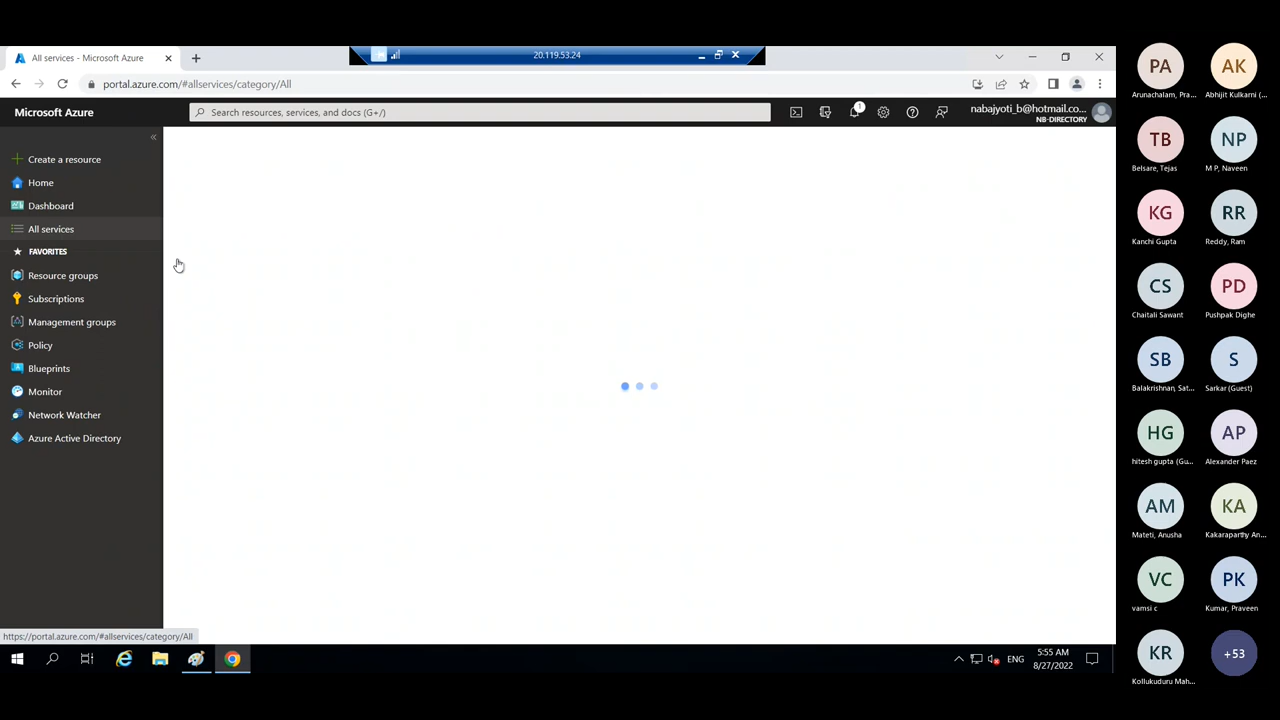 All services - Microsoft Azure
20.119.53.24
portal.azure.com/#allservices/category/All
Microsoft Azure
Search resources, services, and docs (G+/)
1
nabajyoti_b@hotmail.co...
NB-DIRECTORY
Create a resource
Home
Dashboard
All services
FAVORITES
Resource groups
Subscriptions
Management groups
Policy
Blueprints
Monitor
Network Watcher
Azure Active Directory
https://portal.azure.com/#allservices/category/All
ENG
5:55 AM
8/27/2022
PA
AK
Arunachalam, Pra...
Abhijit Kulkarni (...
TB
NP
Belsare, Tejas
M P, Naveen
KG
RR
Kanchi Gupta
Reddy, Ram
CS
PD
Chaitali Sawant
Pushpak Dighe
SB
S
Balakrishnan, Sat...
Sarkar (Guest)
HG
AP
hitesh gupta (Gu...
Alexander Paez
AM
KA
Mateti, Anusha
Kakaraparthy An...
VC
PK
vamsi c
Kumar, Praveen
KR
+53
Kollukuduru Mah...